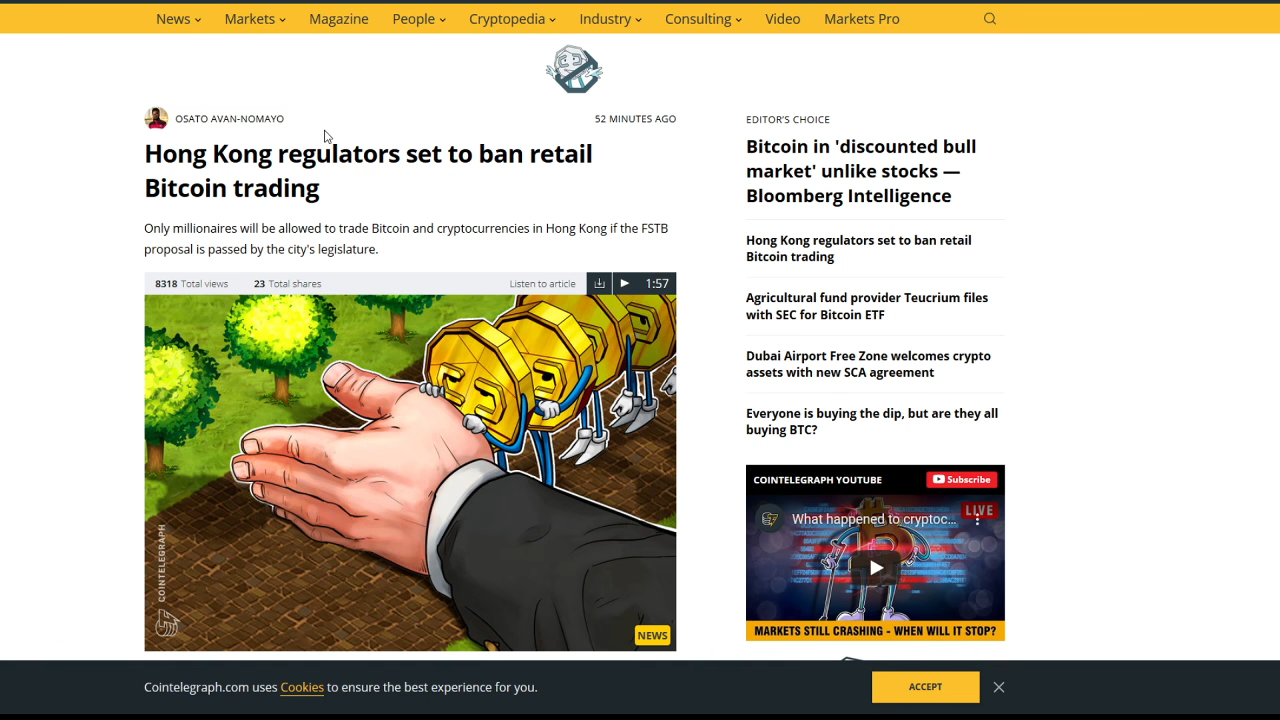 News Markets Magazine People Cryptopedia Industry Consulting Video Markets Pro
OSATO AVAN-NOMAYO
52 MINUTES AGO
Hong Kong regulators set to ban retail
Bitcoin trading
Only millionaires will be allowed to trade Bitcoin and cryptocurrencies in Hong Kong if the FSTB
proposal is passed by the city's legislature.
8318 Total views 23 Total shares Listen to article 1:57
COINTELEGRAPH
NEWS
EDITOR'S CHOICE
Bitcoin in 'discounted bull
market' unlike stocks —
Bloomberg Intelligence
Hong Kong regulators set to ban retail
Bitcoin trading
Agricultural fund provider Teucrium files
with SEC for Bitcoin ETF
Dubai Airport Free Zone welcomes crypto
assets with new SCA agreement
Everyone is buying the dip, but are they all
buying BTC?
COINTELEGRAPH YOUTUBE Subscribe
What happened to cryptoc...
LIVE
MARKETS STILL CRASHING - WHEN WILL IT STOP?
Cointelegraph.com uses Cookies to ensure the best experience for you.
ACCEPT